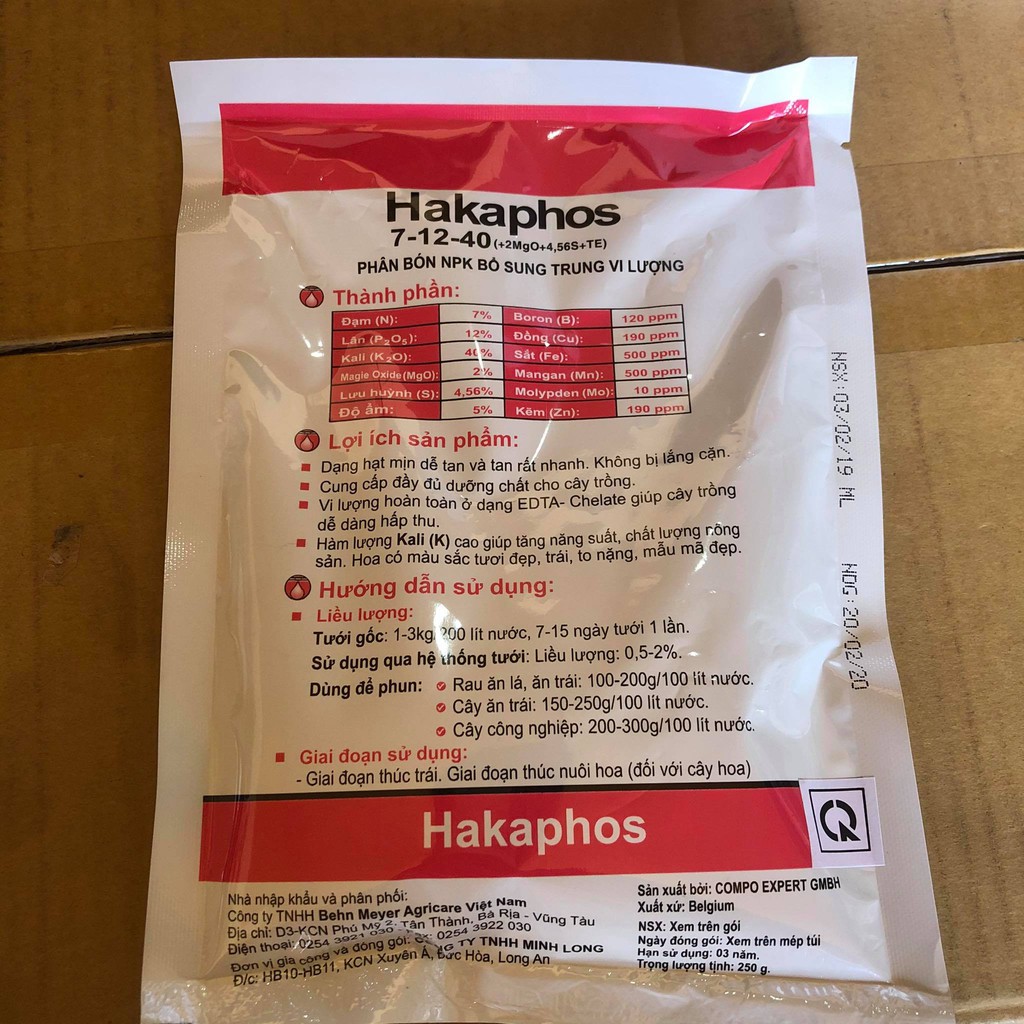 Hakaphos
7-12-40 (+2MgO+4,56S+TE)
PHÂN BÓN NPK BỔ SUNG TRUNG VI LƯỢNG
Thành phần:
Đạm (N): 7% Boron (B): 120 ppm
Lân (P2O5): 12% Đồng (Cu): 190 ppm
Kali (K2O): 40% Sắt (Fe): 500 ppm
Magie Oxide(MgO): 2% Mangan (Mn): 500 ppm
Lưu huỳnh (S): 4,56% Molypden (Mo): 10 ppm
Độ ẩm: 5% Kẽm (Zn): 190 ppm
Lợi ích sản phẩm:
Dạng hạt mịn dễ tan và tan rất nhanh. Không bị lắng cặn.
Cung cấp đầy đủ dưỡng chất cho cây trồng.
Vi lượng hoàn toàn ở dạng EDTA- Chelate giúp cây trồng
dễ dàng hấp thu.
Hàm lượng Kali (K) cao giúp tăng năng suất, chất lượng nông
sản. Hoa có màu sắc tươi đẹp, trái, to nặng, mẫu mã đẹp.
Hướng dẫn sử dụng:
Liều lượng:
Tưới gốc: 1-3kg/200 lít nước, 7-15 ngày tưới 1 lần.
Sử dụng qua hệ thống tưới: Liều lượng: 0,5-2%.
Dùng để phun: Rau ăn lá, ăn trái: 100-200g/100 lít nước.
Cây ăn trái: 150-250g/100 lít nước.
Cây công nghiệp: 200-300g/100 lít nước.
Giai đoạn sử dụng:
- Giai đoạn thúc trái. Giai đoạn thúc nuôi hoa (đối với cây hoa)
Hakaphos
Nhà nhập khẩu và phân phối:
Công ty TNHH Behn Meyer Agricare Việt Nam
Địa chỉ: D3-KCN Phú Mỹ 2, Tân Thành, Bà Rịa - Vũng Tàu
Điện thoại: 0254 3921 030 0254 3922 030
Đơn vị gia công và đóng gói: TY TNHH MINH LONG
Đ/c: HB10-HB11, KCN Xuyên Á, Đức Hòa, Long An
Sản xuất bởi: COMPO EXPERT GMBH
Xuất xứ: Belgium
NSX: Xem trên gói
Ngày đóng gói: Xem trên mép túi
Hạn sử dụng: 03 năm.
Trọng lượng tịnh: 250 g.
NSX: 03/02/19 ML NDG: 20/02/20